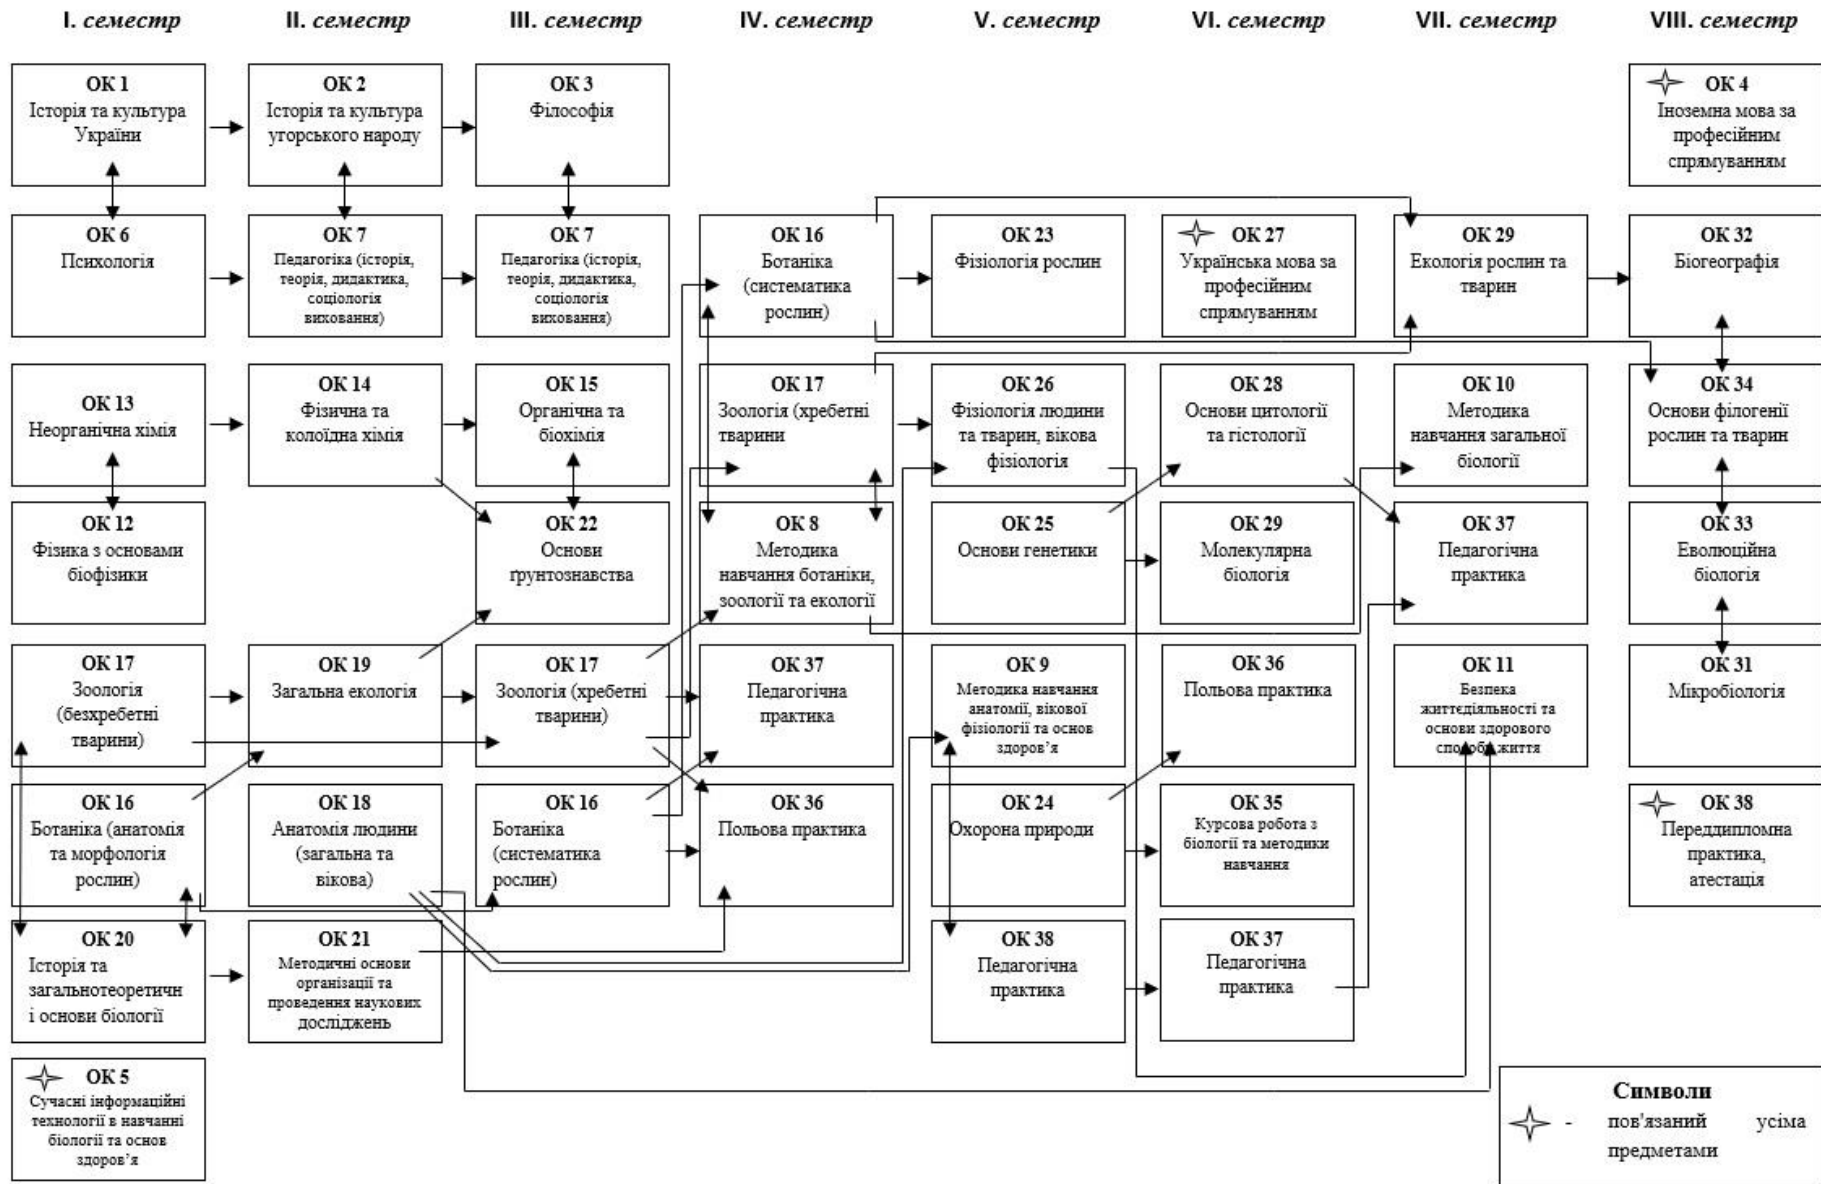 I. семестр
II. семестр
III. семестр
IV. семестр
V. семестр
VI. семестр
VII. семестр
VIII. семестр
ОК 1
Історія та культура
України
ОК 2
Історія та культура
угорського народу
ОК 3
Філософія
ОК 4
Іноземна мова за
професійним
спрямуванням
ОК 6
Психологія
ОК 7
Педагогіка (історія,
теорія, дидактика,
соціологія
виховання)
ОК 7
Педагогіка (історія,
теорія, дидактика,
соціологія
виховання)
ОК 16
Ботаніка
(систематика
рослин)
ОК 23
Фізіологія рослин
ОК 27
Українська мова за
професійним
спрямуванням
ОК 29
Екологія рослин та
тварин
ОК 32
Біогеографія
ОК 13
Неорганічна хімія
ОК 14
Фізична та
колоїдна хімія
ОК 15
Органічна та
біохімія
ОК 17
Зоологія (хребетні
тварини
ОК 26
Фізіологія людини
та тварин, вікова
фізіологія
ОК 28
Основи цитології
та гістології
ОК 10
Методика
навчання загальної
біології
ОК 34
Основи філогенії
рослин та тварин
ОК 12
Фізика з основами
біофізики
ОК 22
Основи
ґрунтознавства
ОК 8
Методика
навчання ботаніки,
зоології та екології
ОК 25
Основи генетики
ОК 29
Молекулярна
біологія
ОК 37
Педагогічна
практика
ОК 33
Еволюційна
біологія
ОК 17
Зоологія
(безхребетні
тварини)
ОК 19
Загальна екологія
ОК 17
Зоологія (хребетні
тварини)
ОК 37
Педагогічна
практика
ОК 9
Методика навчання
анатомії, вікової
фізіології та основ
здоров’я
ОК 36
Польова практика
ОК 11
Безпека
життєдіяльності та
основи здорового
способу життя
ОК 31
Мікробіологія
ОК 16
Ботаніка (анатомія
та морфологія
рослин)
ОК 18
Анатомія людини
(загальна та
вікова)
ОК 16
Ботаніка
(систематика
рослин)
ОК 36
Польова практика
ОК 24
Охорона природи
ОК 35
Курсова робота з
біології та методики
навчання
ОК 38
Переддипломна
практика,
атестація
ОК 20
Історія та
загальнотеоретичн
і основи біології
ОК 21
Методичні основи
організації та
проведення наукових
досліджень
ОК 38
Педагогічна
практика
ОК 37
Педагогічна
практика
ОК 5
Сучасні інформаційні
технології в навчанні
біології та основ
здоров’я
Символи
- пов'язаний усіма
предметами